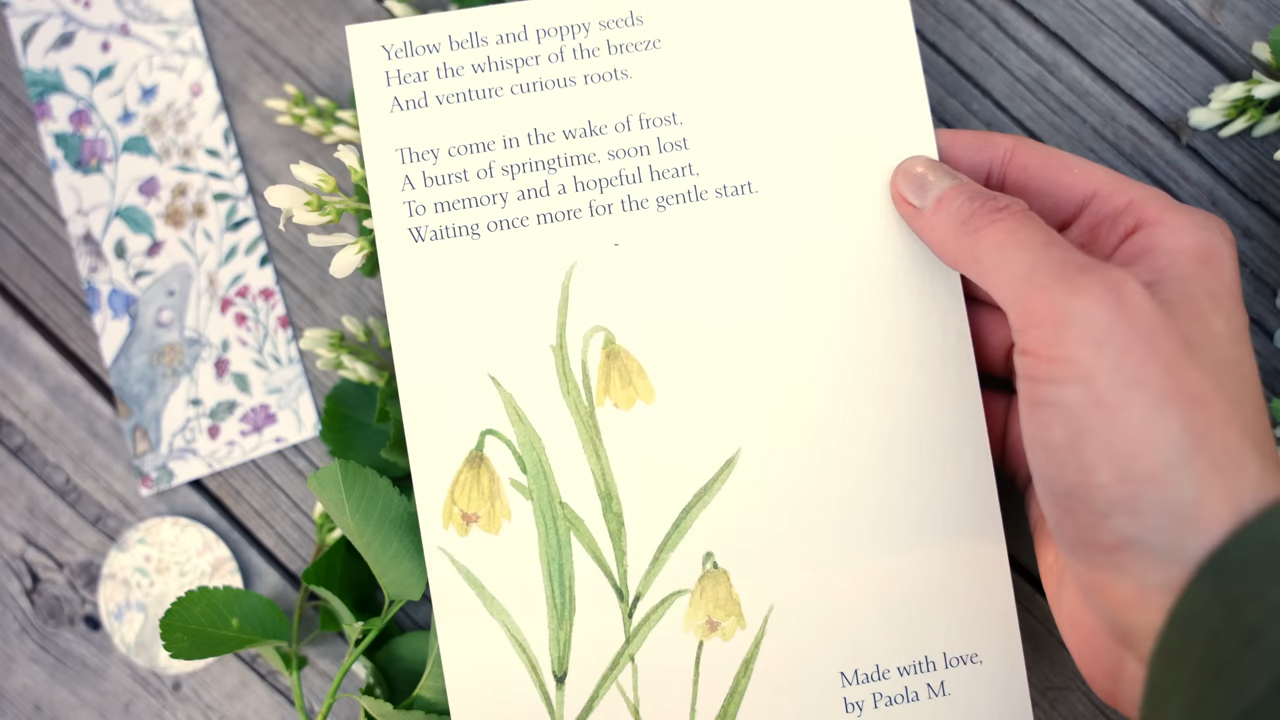 Yellow bells and poppy seeds
Hear the whisper of the breeze
And venture curious roots.
They come in the wake of frost,
A burst of springtime, soon lost
To memory and a hopeful heart,
Waiting once more for the gentle start.
Made with love,
by Paola M.